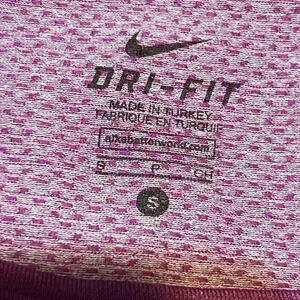 DRI-FIT
MADE IN TURKEY
FABRIQUE EN TURQUIE
nikebetterworld.com
S P CH
S